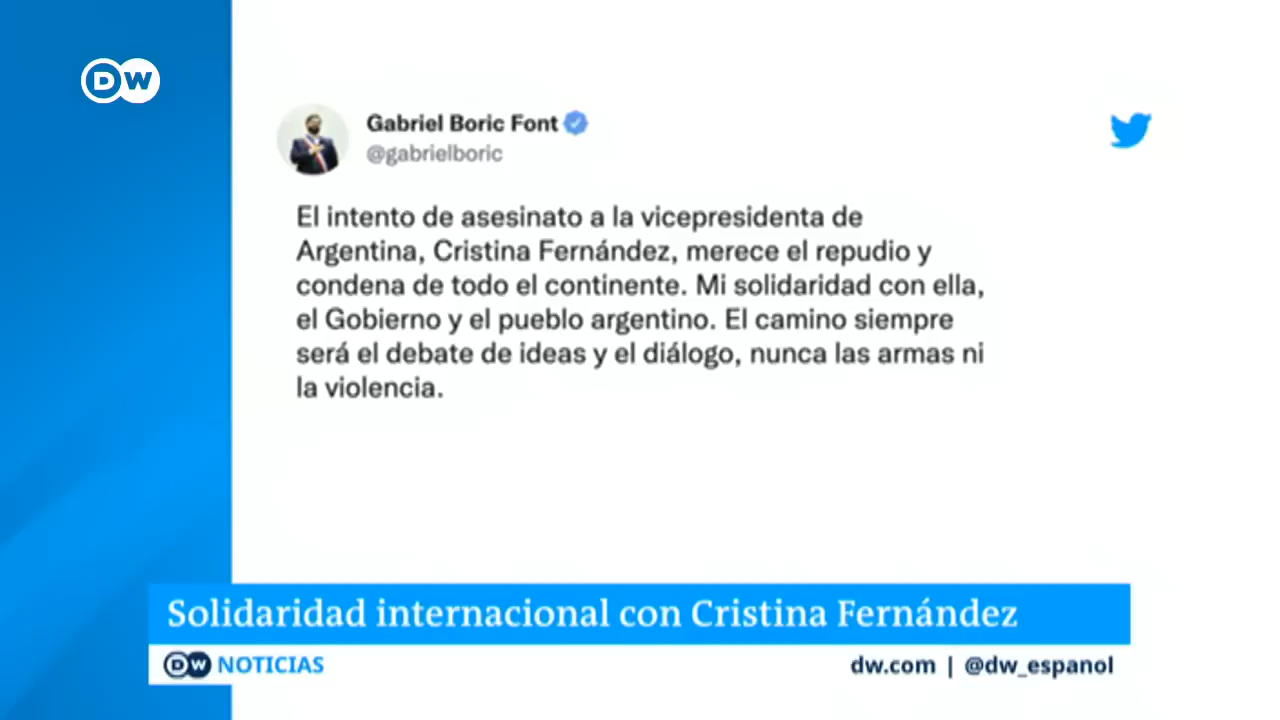 DW
Gabriel Boric Font
@gabrielboric
El intento de asesinato a la vicepresidenta de
Argentina, Cristina Fernández, merece el repudio y
condena de todo el continente. Mi solidaridad con ella,
el Gobierno y el pueblo argentino. El camino siempre
será el debate de ideas y el diálogo, nunca las armas ni
la violencia.
Solidaridad internacional con Cristina Fernández
DW NOTICIAS
dw.com | @dw_espanol